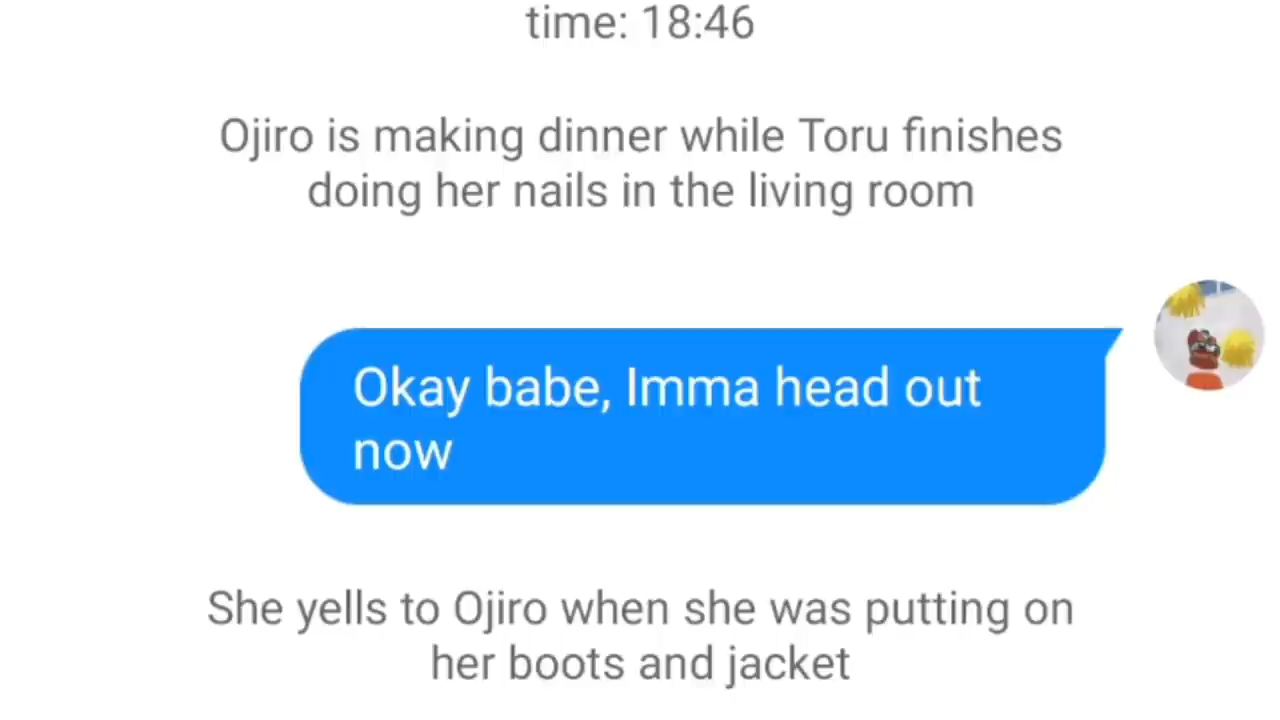 time: 18:46
Ojiro is making dinner while Toru finishes
doing her nails in the living room
Okay babe, Imma head out
now
She yells to Ojiro when she was putting on
her boots and jacket